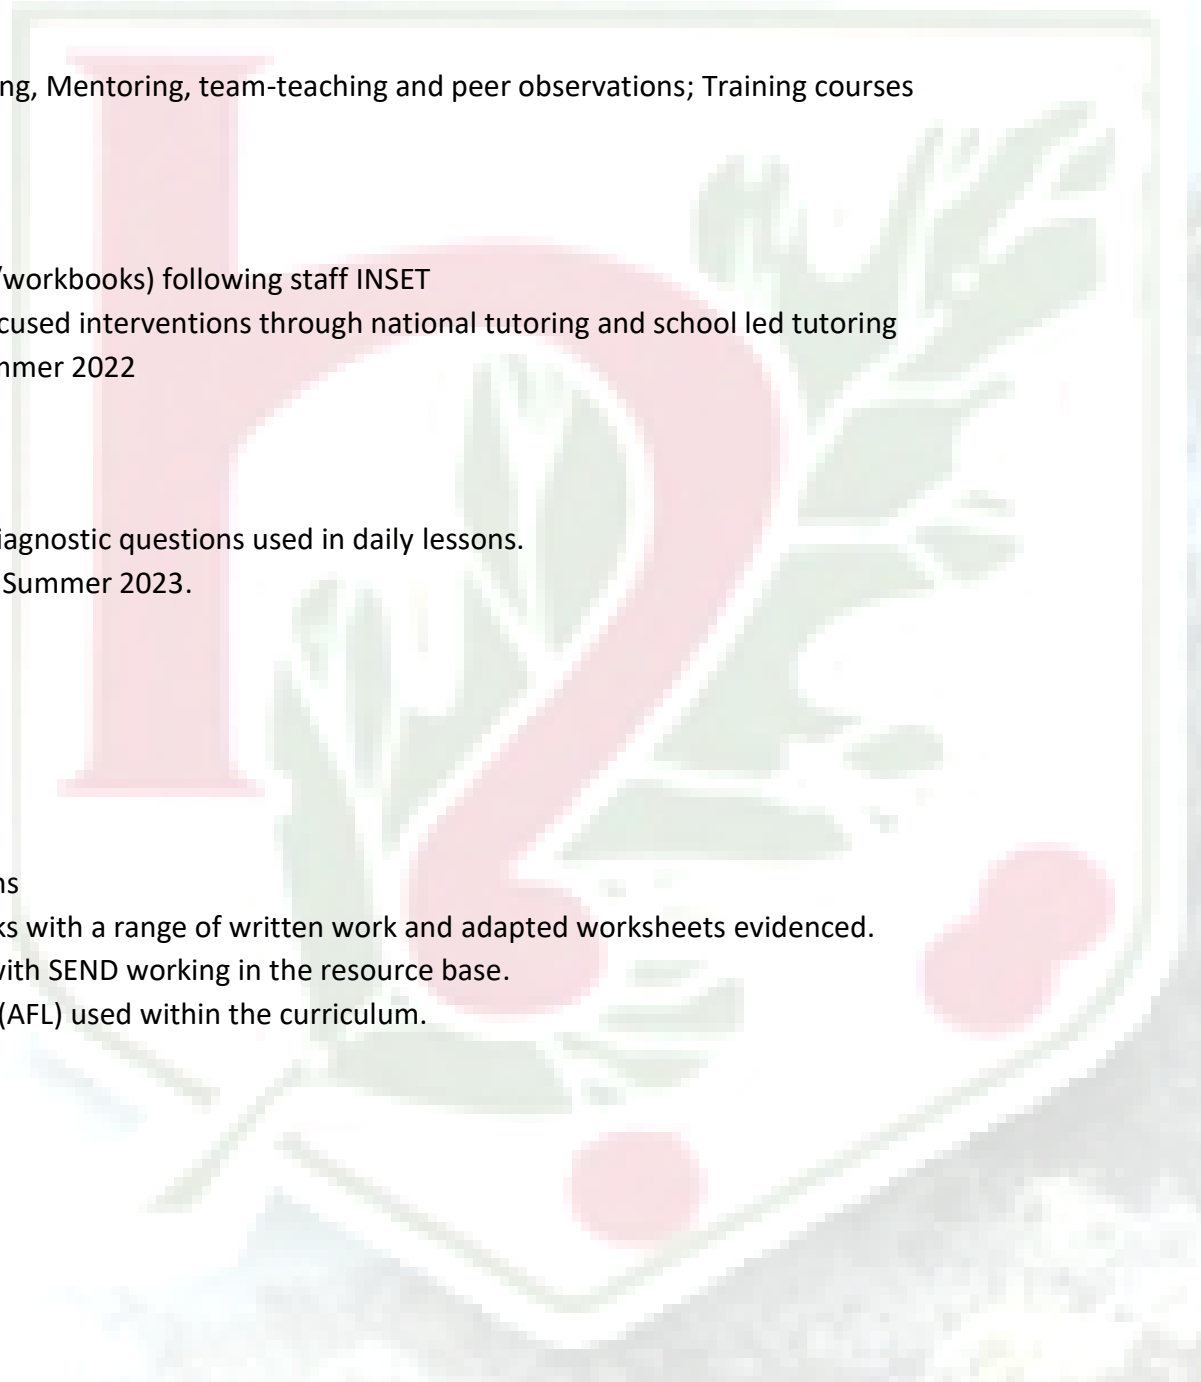 ng, Mentoring, team-teaching and peer observations; Training courses
/workbooks) following staff INSET
cused interventions through national tutoring and school led tutoring
mmer 2022
iagnostic questions used in daily lessons.
Summer 2023.
ns
ks with a range of written work and adapted worksheets evidenced.
with SEND working in the resource base.
(AFL) used within the curriculum.